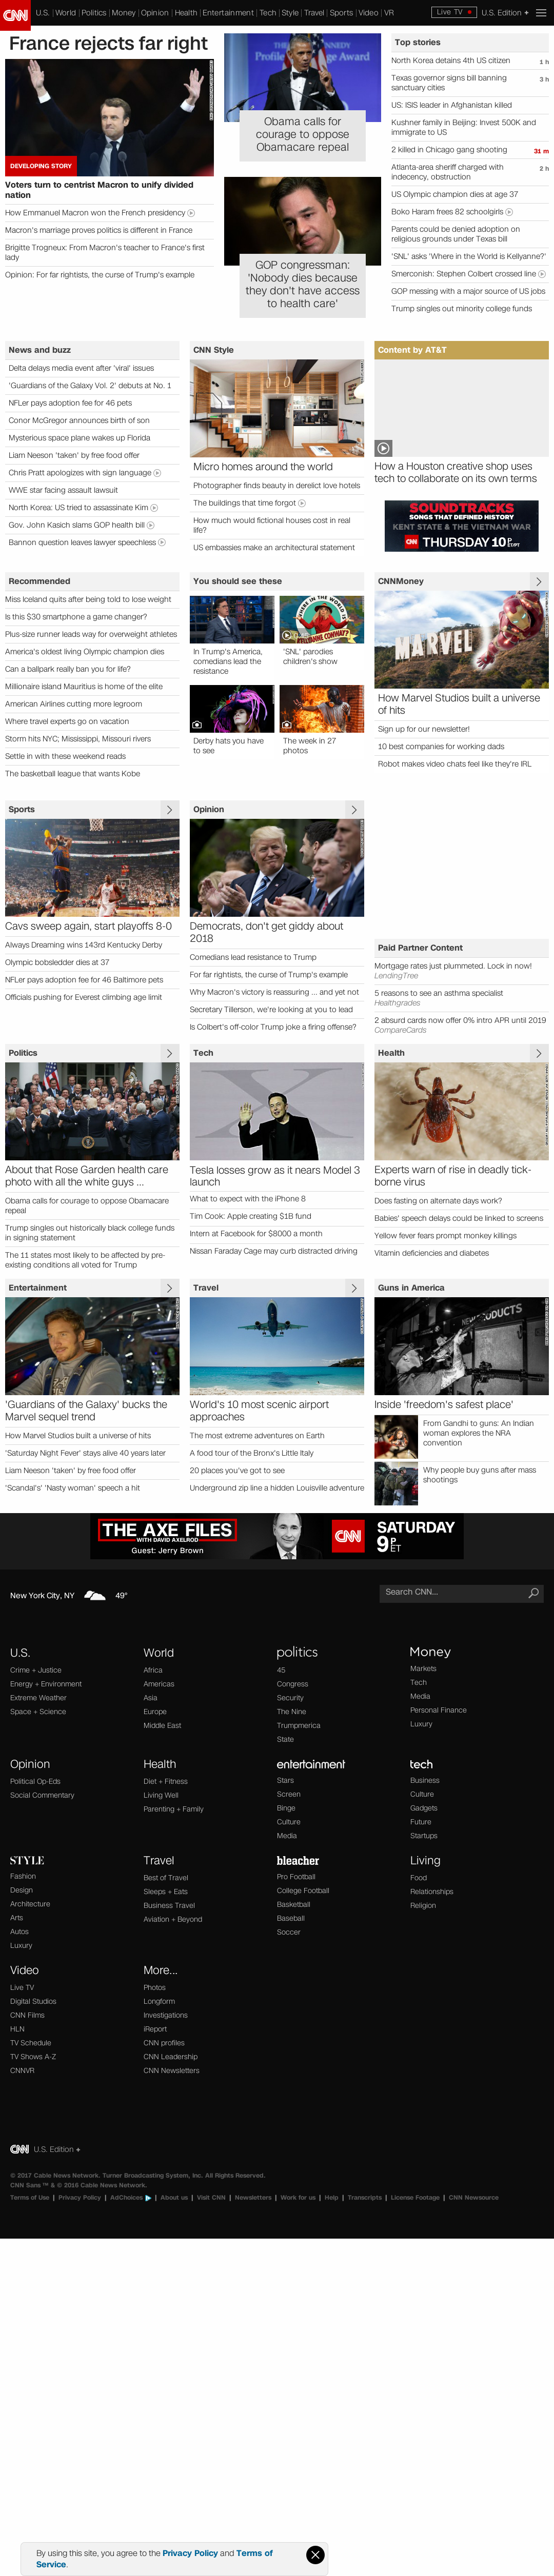 CNN
U.S. World Politics Money Opinion Health Entertainment Tech Style Travel Sports Video VR
Live TV
U.S. Edition +
France rejects far right
DEVELOPING STORY
Voters turn to centrist Macron to unify divided
nation
How Emmanuel Macron won the French presidency
Macron's marriage proves politics is different in France
Brigitte Trogneux: From Macron's teacher to France's first
lady
Opinion: For far rightists, the curse of Trump's example
Obama calls for
courage to oppose
Obamacare repeal
GOP congressman:
'Nobody dies because
they don't have access
to health care'
Top stories
North Korea detains 4th US citizen 1 h
Texas governor signs bill banning 3 h
sanctuary cities
US: ISIS leader in Afghanistan killed
Kushner family in Beijing: Invest 500K and
immigrate to US
2 killed in Chicago gang shooting 31 m
Atlanta-area sheriff charged with 2 h
indecency, obstruction
US Olympic champion dies at age 37
Boko Haram frees 82 schoolgirls
Parents could be denied adoption on
religious grounds under Texas bill
'SNL' asks 'Where in the World is Kellyanne?'
Smerconish: Stephen Colbert crossed line
GOP messing with a major source of US jobs
Trump singles out minority college funds
News and buzz
Delta delays media event after 'viral' issues
'Guardians of the Galaxy Vol. 2' debuts at No. 1
NFLer pays adoption fee for 46 pets
Conor McGregor announces birth of son
Mysterious space plane wakes up Florida
Liam Neeson 'taken' by free food offer
Chris Pratt apologizes with sign language
WWE star facing assault lawsuit
North Korea: US tried to assassinate Kim
Gov. John Kasich slams GOP health bill
Bannon question leaves lawyer speechless
CNN Style
Micro homes around the world
Photographer finds beauty in derelict love hotels
The buildings that time forgot
How much would fictional houses cost in real
life?
US embassies make an architectural statement
Content by AT&T
How a Houston creative shop uses
tech to collaborate on its own terms
SOUNDTRACKS
SONGS THAT DEFINED HISTORY
KENT STATE & THE VIETNAM WAR
CNN THURSDAY 10 P ET/PT
Recommended
Miss Iceland quits after being told to lose weight
Is this $30 smartphone a game changer?
Plus-size runner leads way for overweight athletes
America's oldest living Olympic champion dies
Can a ballpark really ban you for life?
Millionaire island Mauritius is home of the elite
American Airlines cutting more legroom
Where travel experts go on vacation
Storm hits NYC; Mississippi, Missouri rivers
Settle in with these weekend reads
The basketball league that wants Kobe
You should see these
In Trump's America,
comedians lead the
resistance
'SNL' parodies
children's show
Derby hats you have
to see
The week in 27
photos
CNNMoney
MARVEL
How Marvel Studios built a universe
of hits
Sign up for our newsletter!
10 best companies for working dads
Robot makes video chats feel like they're IRL
Sports
Cavs sweep again, start playoffs 8-0
Always Dreaming wins 143rd Kentucky Derby
Olympic bobsledder dies at 37
NFLer pays adoption fee for 46 Baltimore pets
Officials pushing for Everest climbing age limit
Opinion
Democrats, don't get giddy about
2018
Comedians lead resistance to Trump
For far rightists, the curse of Trump's example
Why Macron's victory is reassuring ... and yet not
Secretary Tillerson, we're looking at you to lead
Is Colbert's off-color Trump joke a firing offense?
Paid Partner Content
Mortgage rates just plummeted. Lock in now!
LendingTree
5 reasons to see an asthma specialist
Healthgrades
2 absurd cards now offer 0% intro APR until 2019
CompareCards
Politics
About that Rose Garden health care
photo with all the white guys ...
Obama calls for courage to oppose Obamacare
repeal
Trump singles out historically black college funds
in signing statement
The 11 states most likely to be affected by pre-
existing conditions all voted for Trump
Tech
Tesla losses grow as it nears Model 3
launch
What to expect with the iPhone 8
Tim Cook: Apple creating $1B fund
Intern at Facebook for $8000 a month
Nissan Faraday Cage may curb distracted driving
Health
Experts warn of rise in deadly tick-
borne virus
Does fasting on alternate days work?
Babies' speech delays could be linked to screens
Yellow fever fears prompt monkey killings
Vitamin deficiencies and diabetes
Entertainment
'Guardians of the Galaxy' bucks the
Marvel sequel trend
How Marvel Studios built a universe of hits
'Saturday Night Fever' stays alive 40 years later
Liam Neeson 'taken' by free food offer
'Scandal's' 'Nasty woman' speech a hit
Travel
World's 10 most scenic airport
approaches
The most extreme adventures on Earth
A food tour of the Bronx's Little Italy
20 places you've got to see
Underground zip line a hidden Louisville adventure
Guns in America
Inside 'freedom's safest place'
From Gandhi to guns: An Indian
woman explores the NRA
convention
Why people buy guns after mass
shootings
THE AXE FILES
WITH DAVID AXELROD
Guest: Jerry Brown
CNN
SATURDAY
9 P ET
New York City, NY 49°
Search CNN...
U.S.
Crime + Justice
Energy + Environment
Extreme Weather
Space + Science
World
Africa
Americas
Asia
Europe
Middle East
politics
45
Congress
Security
The Nine
Trumpmerica
State
Money
Markets
Tech
Media
Personal Finance
Luxury
Opinion
Political Op-Eds
Social Commentary
Health
Diet + Fitness
Living Well
Parenting + Family
entertainment
Stars
Screen
Binge
Culture
Media
tech
Business
Culture
Gadgets
Future
Startups
STYLE
Fashion
Design
Architecture
Arts
Autos
Luxury
Travel
Best of Travel
Sleeps + Eats
Business Travel
Aviation + Beyond
bleacher
Pro Football
College Football
Basketball
Baseball
Soccer
Living
Food
Relationships
Religion
Video
Live TV
Digital Studios
CNN Films
HLN
TV Schedule
TV Shows A-Z
CNNVR
More...
Photos
Longform
Investigations
iReport
CNN profiles
CNN Leadership
CNN Newsletters
CNN U.S. Edition +
© 2017 Cable News Network. Turner Broadcasting System, Inc. All Rights Reserved.
CNN Sans ™ & © 2016 Cable News Network.
Terms of Use | Privacy Policy | AdChoices | About us | Visit CNN | Newsletters | Work for us | Help | Transcripts | License Footage | CNN Newsource
By using this site, you agree to the Privacy Policy and Terms of
Service.